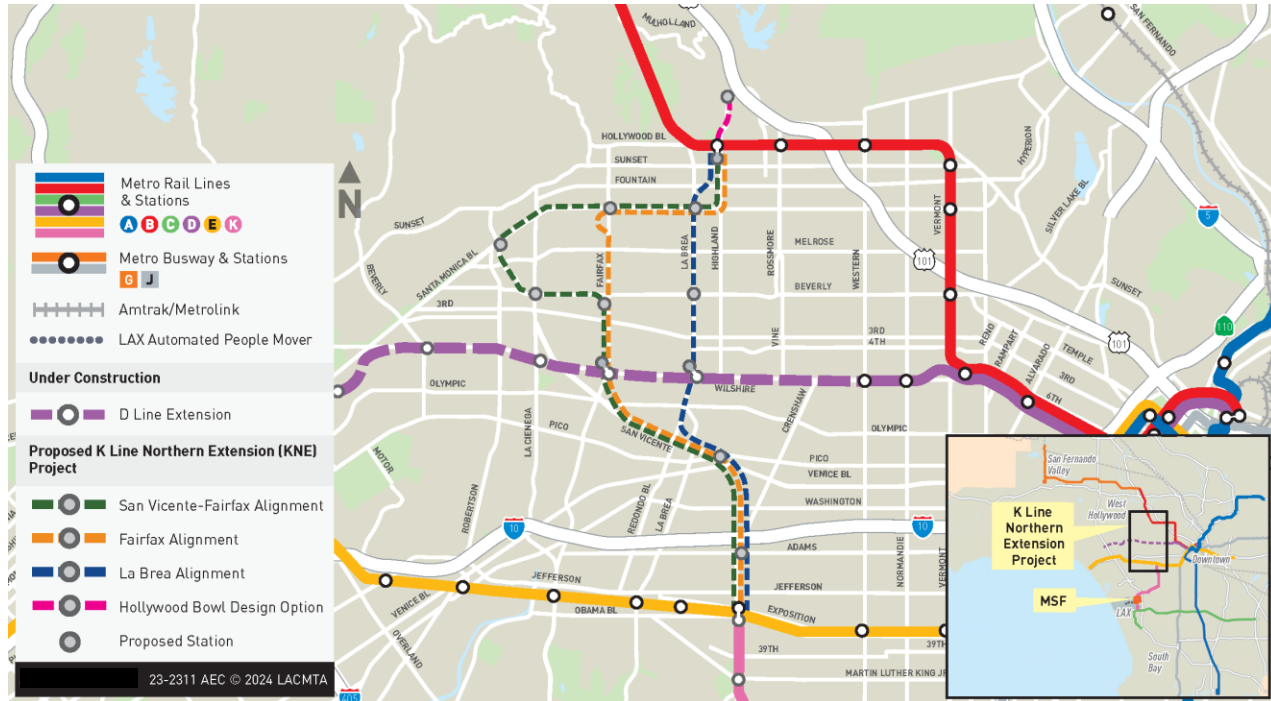 Metro Rail Lines
& Stations
A B C D E K
Metro Busway & Stations
G J
Amtrak/Metrolink
LAX Automated People Mover
Under Construction
D Line Extension
Proposed K Line Northern Extension (KNE)
Project
San Vicente-Fairfax Alignment
Fairfax Alignment
La Brea Alignment
Hollywood Bowl Design Option
Proposed Station
23-2311 AEC © 2024 LACMTA
N
MULHOLLAND
SAN FERNANDO
HOLLYWOOD BL
SUNSET
FOUNTAIN
HYPERION
SILVER LAKE BL
VERMONT
5
SUNSET
SANTA MONICA BL
BEVERLY
FAIRFAX
LA BREA
HIGHLAND
ROSSMORE
MELROSE
WESTERN
101
BEVERLY
SUNSET
3RD
3RD
4TH
VINE
RENO
RAMPART
ALVARADO
TEMPLE
3RD
6TH
101
110
OLYMPIC
WILSHIRE
LA CIENEGA
PICO
SAN VICENTE
CRENSHAW
OLYMPIC
PICO
VENICE BL
MOTOR
ROBERTSON
REDONDO BL
LA BREA
WASHINGTON
10
10
ADAMS
NORMANDIE
VERMONT
JEFFERSON
JEFFERSON
VENICE BL
OBAMA BL
EXPOSITION
OVERLAND
39TH
39TH
MARTIN LUTHER KING JR
405
San Fernando
Valley
West
Hollywood
K Line
Northern
Extension
Project
Downtown
MSF
LAX
South
Bay